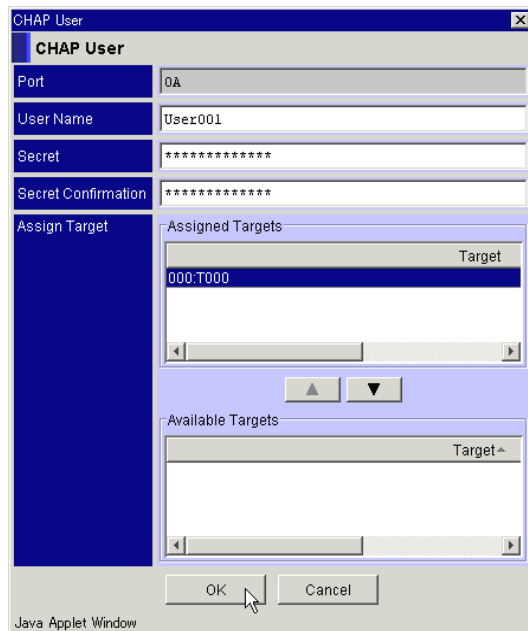 CHAP User
CHAP User
Port 0A
User Name User001
Secret *************
Secret Confirmation *************
Assign Target
Assigned Targets
Target
000:T000
Available Targets
Target
OK Cancel
Java Applet Window